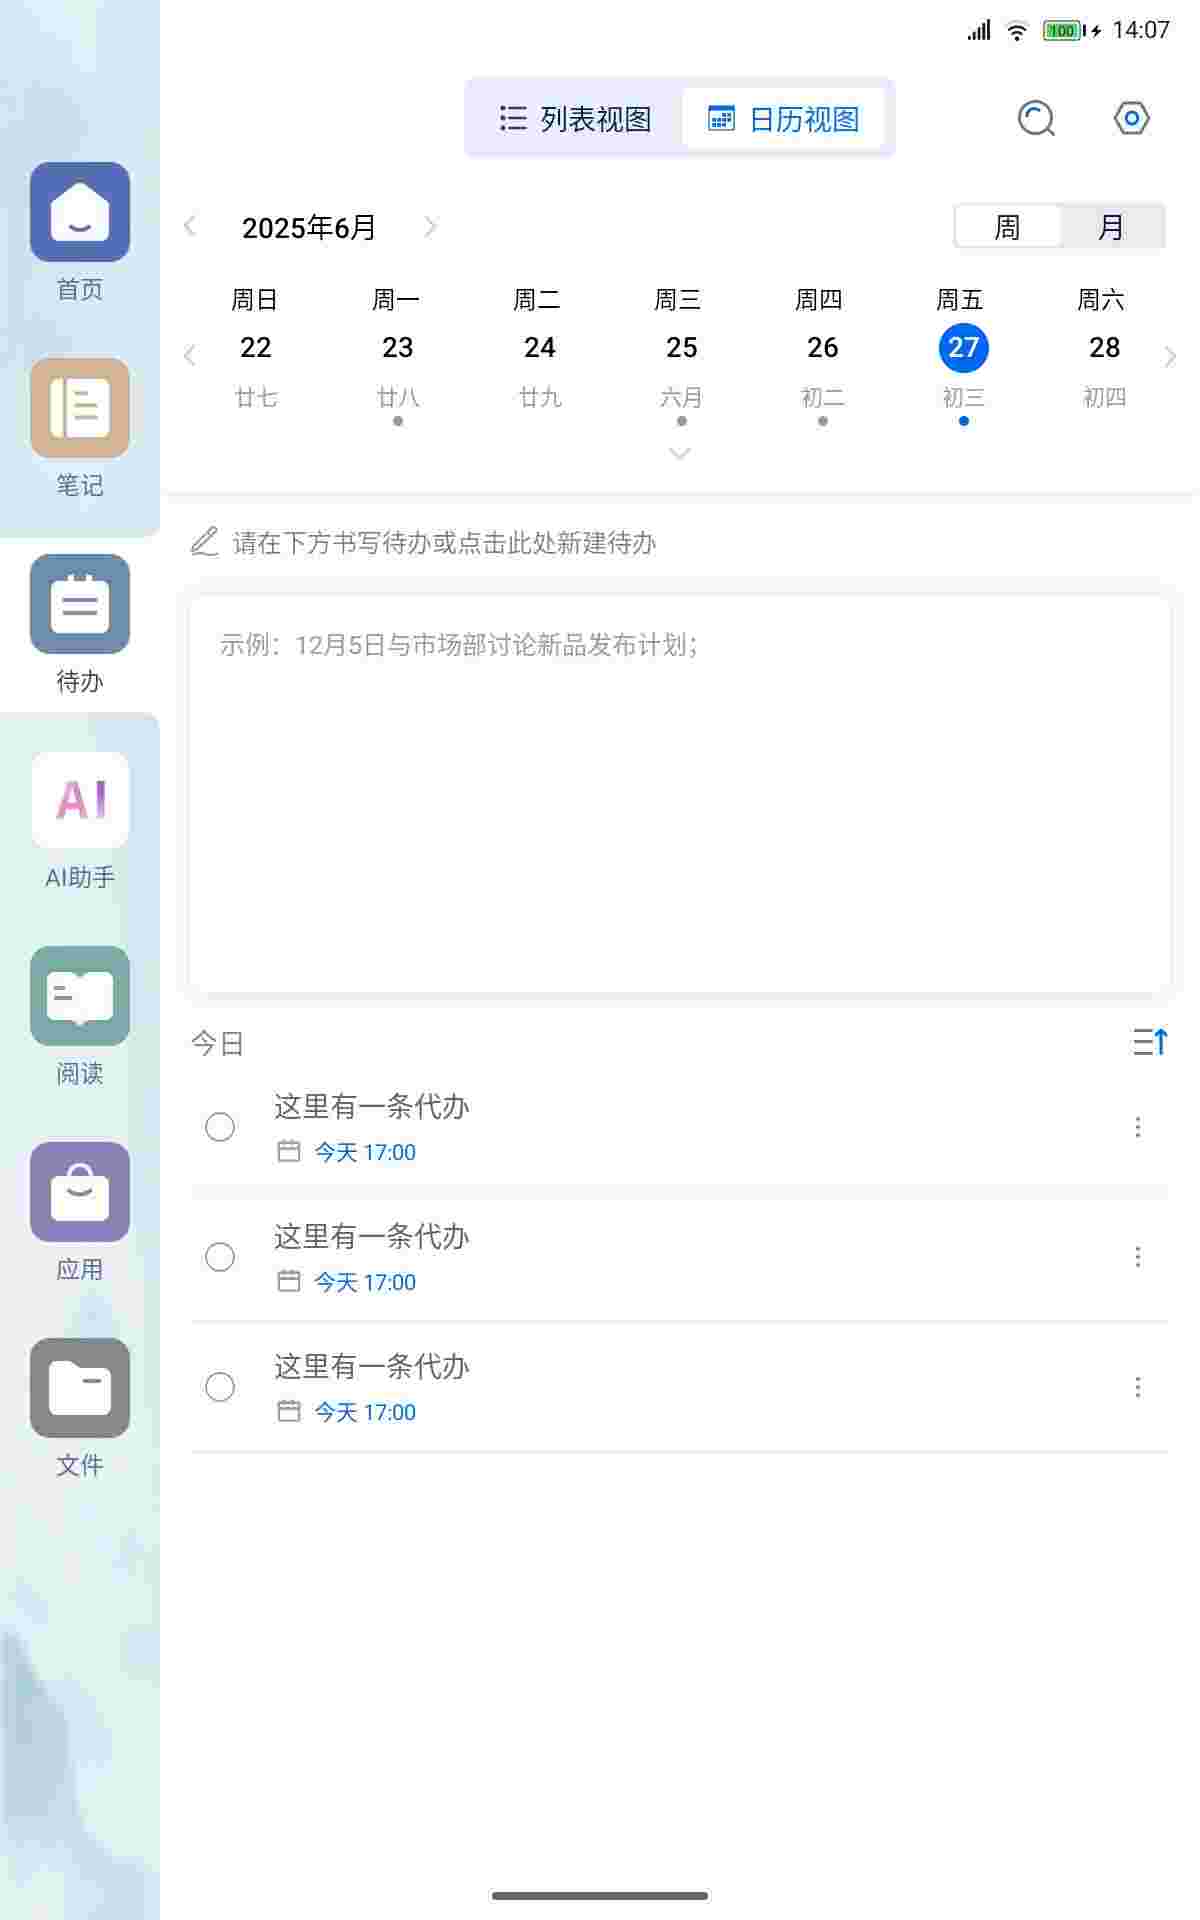 100 14:07
列表视图 日历视图
2025年6月 周 月
周日 周一 周二 周三 周四 周五 周六
22 23 24 25 26 27 28
廿七 廿八 廿九 六月 初二 初三 初四
请在下方书写待办或点击此处新建待办
示例：12月5日与市场部讨论新品发布计划；
今日
这里有一条代办
今天 17:00
这里有一条代办
今天 17:00
这里有一条代办
今天 17:00
首页
笔记
待办
AI
AI助手
阅读
应用
文件